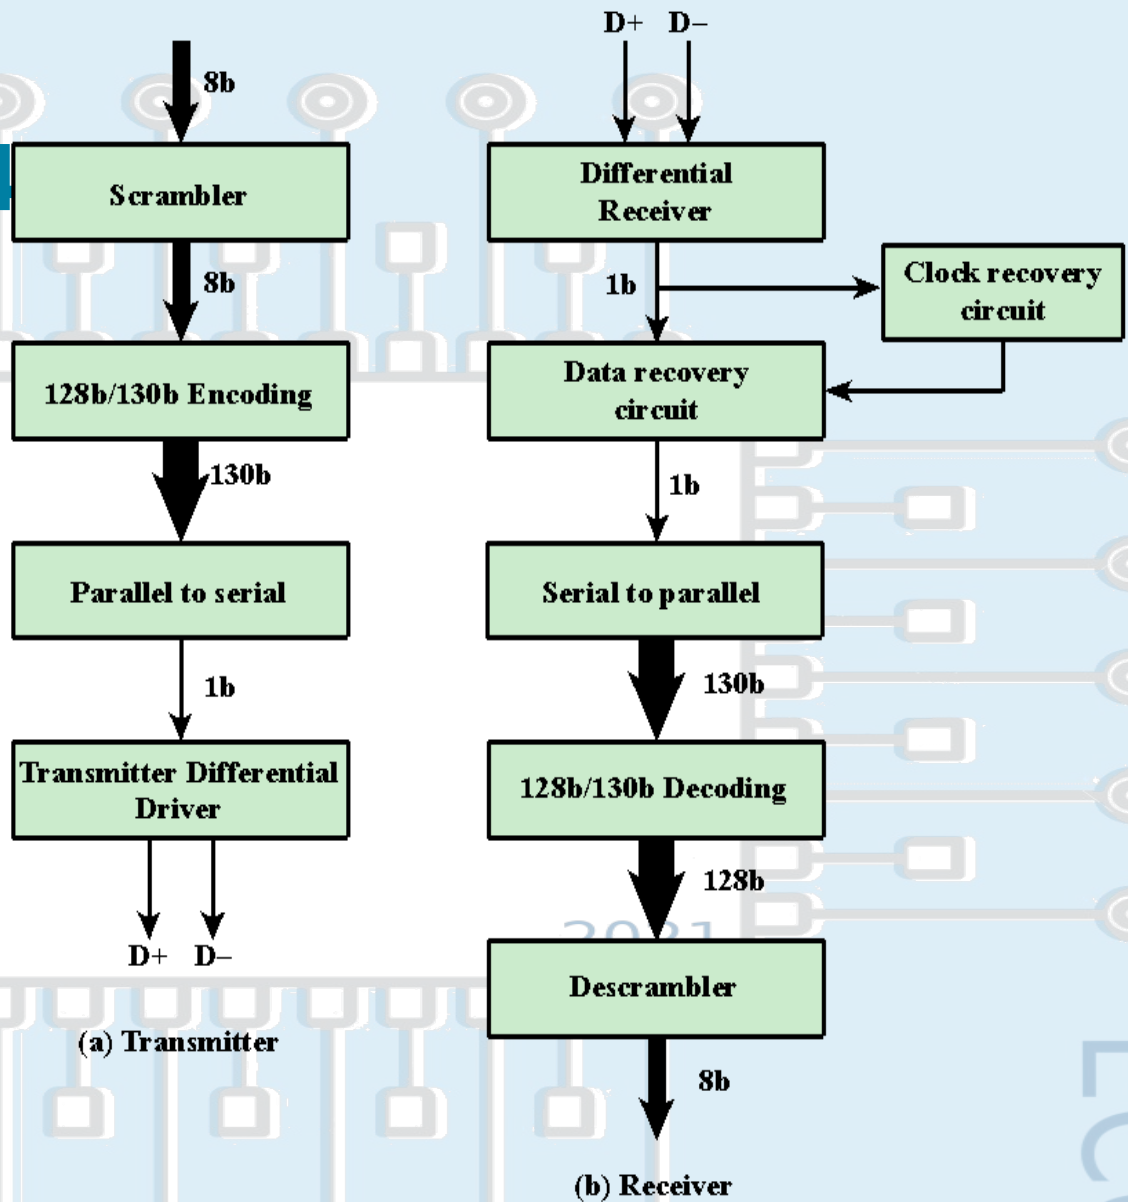 8b
Scrambler
8b
128b/130b Encoding
130b
Parallel to serial
1b
Transmitter Differential
Driver
D+ D–
(a) Transmitter
D+ D–
Differential
Receiver
1b
Clock recovery
circuit
Data recovery
circuit
1b
Serial to parallel
130b
128b/130b Decoding
128b
Descrambler
8b
(b) Receiver